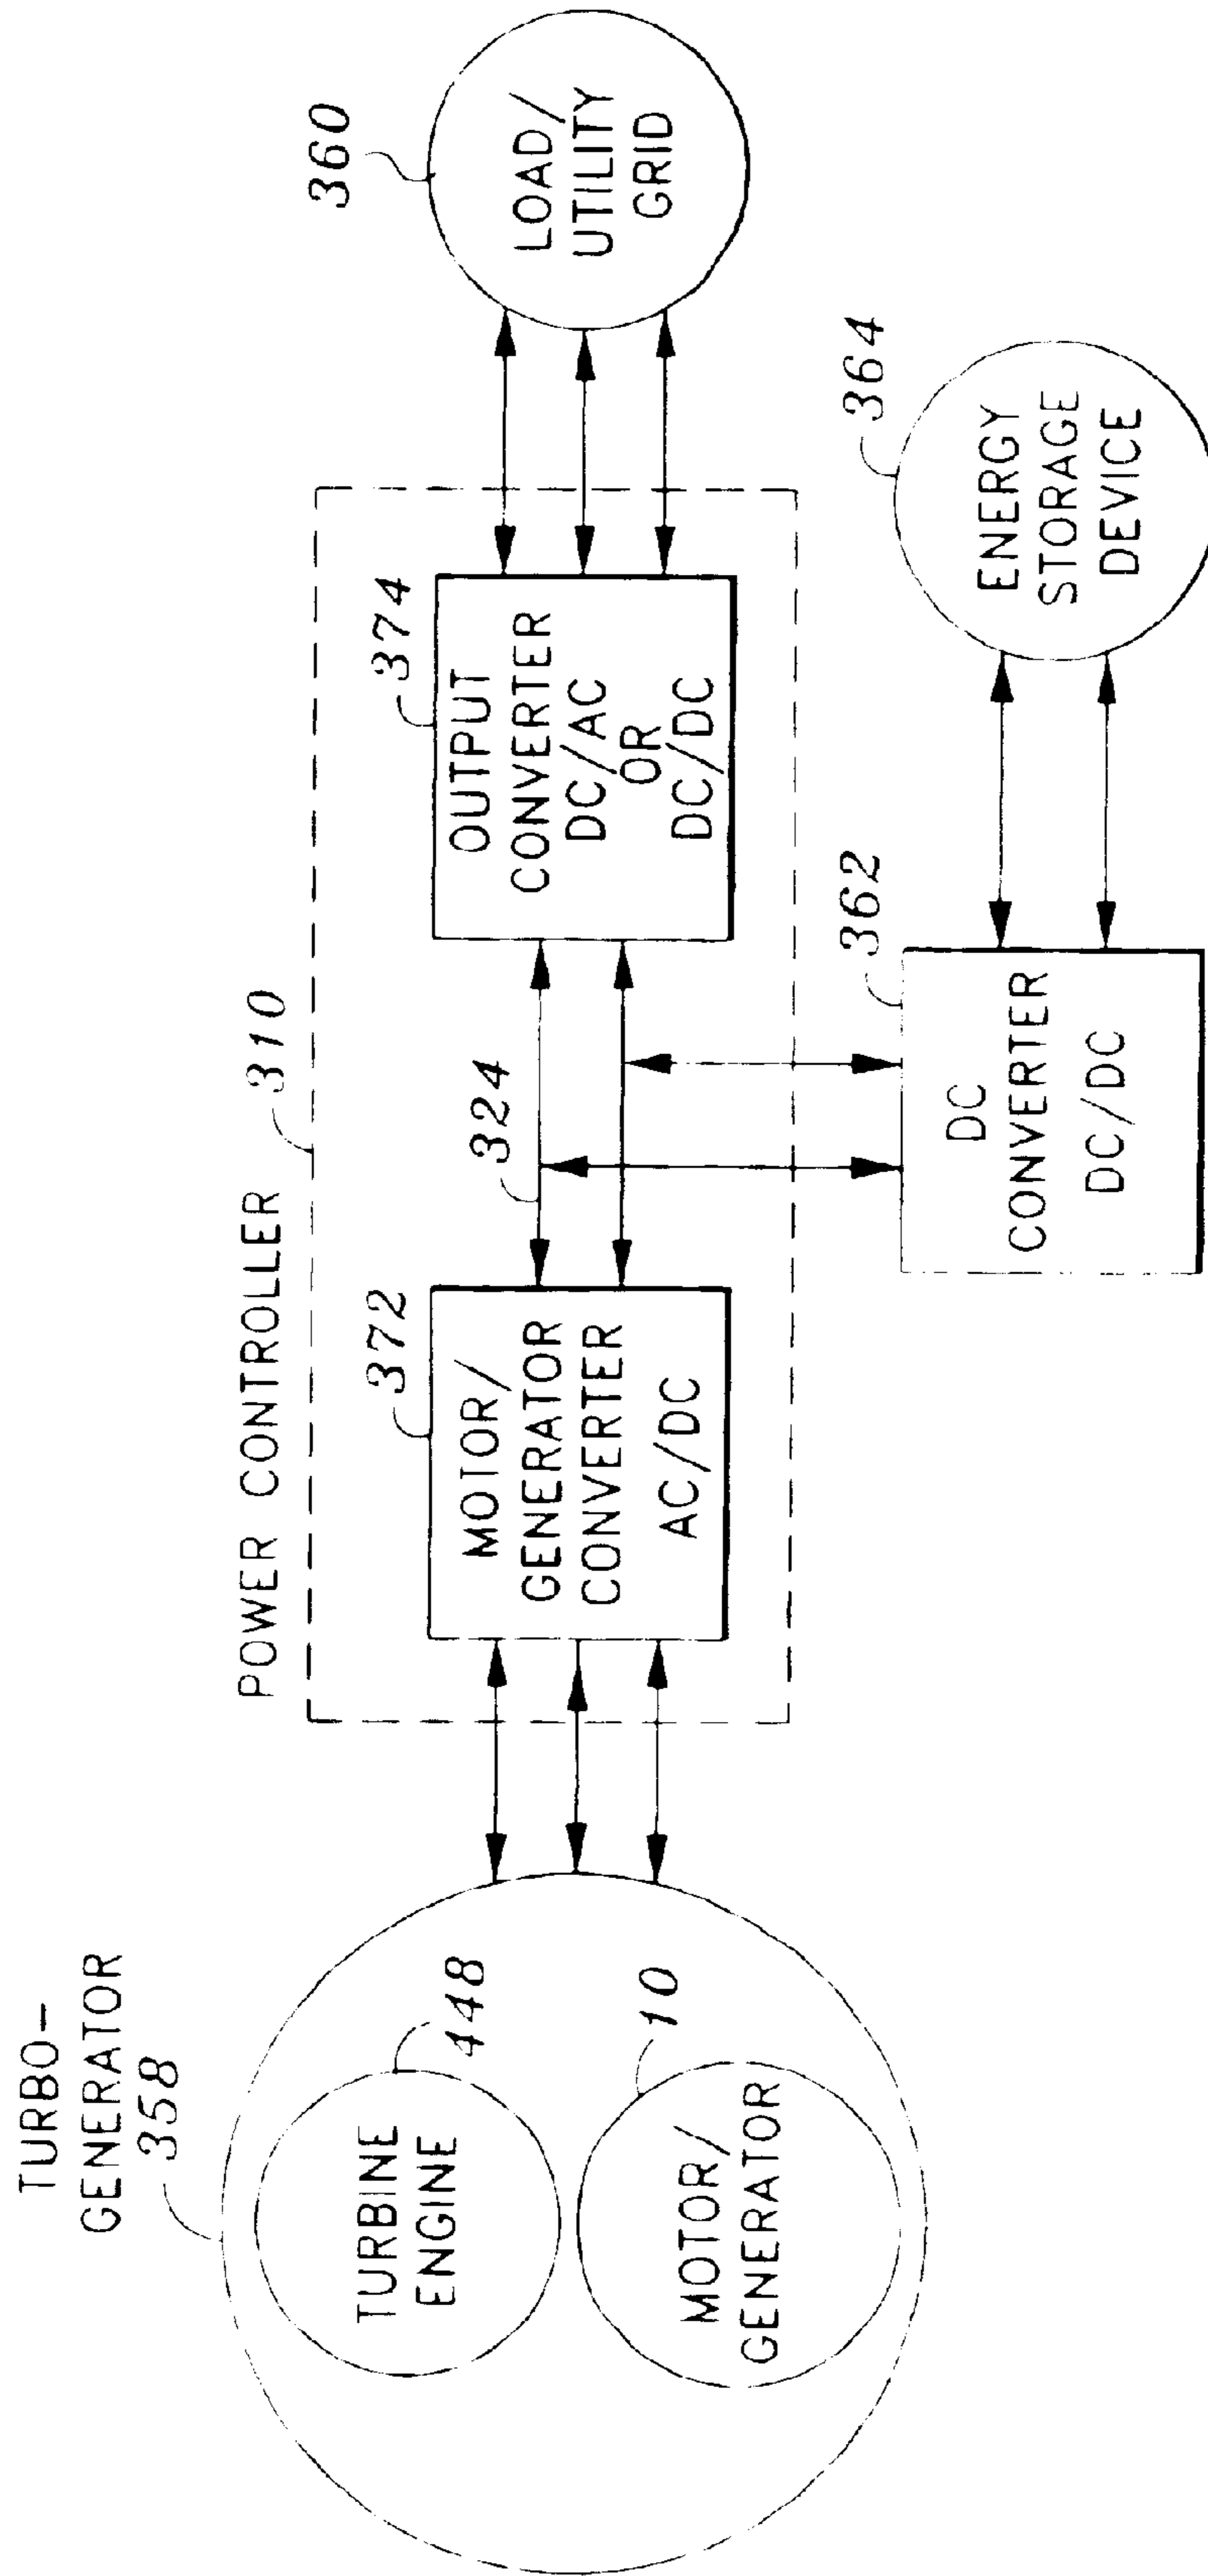 TURBO-
GENERATOR
358
TURBINE
ENGINE
448
MOTOR/
GENERATOR
10
POWER CONTROLLER
310
MOTOR/
GENERATOR
CONVERTER
AC/DC
372
324
OUTPUT
CONVERTER
DC/AC
OR
DC/DC
374
LOAD/
UTILITY
GRID
360
DC
CONVERTER
DC/DC
362
ENERGY
STORAGE
DEVICE
364